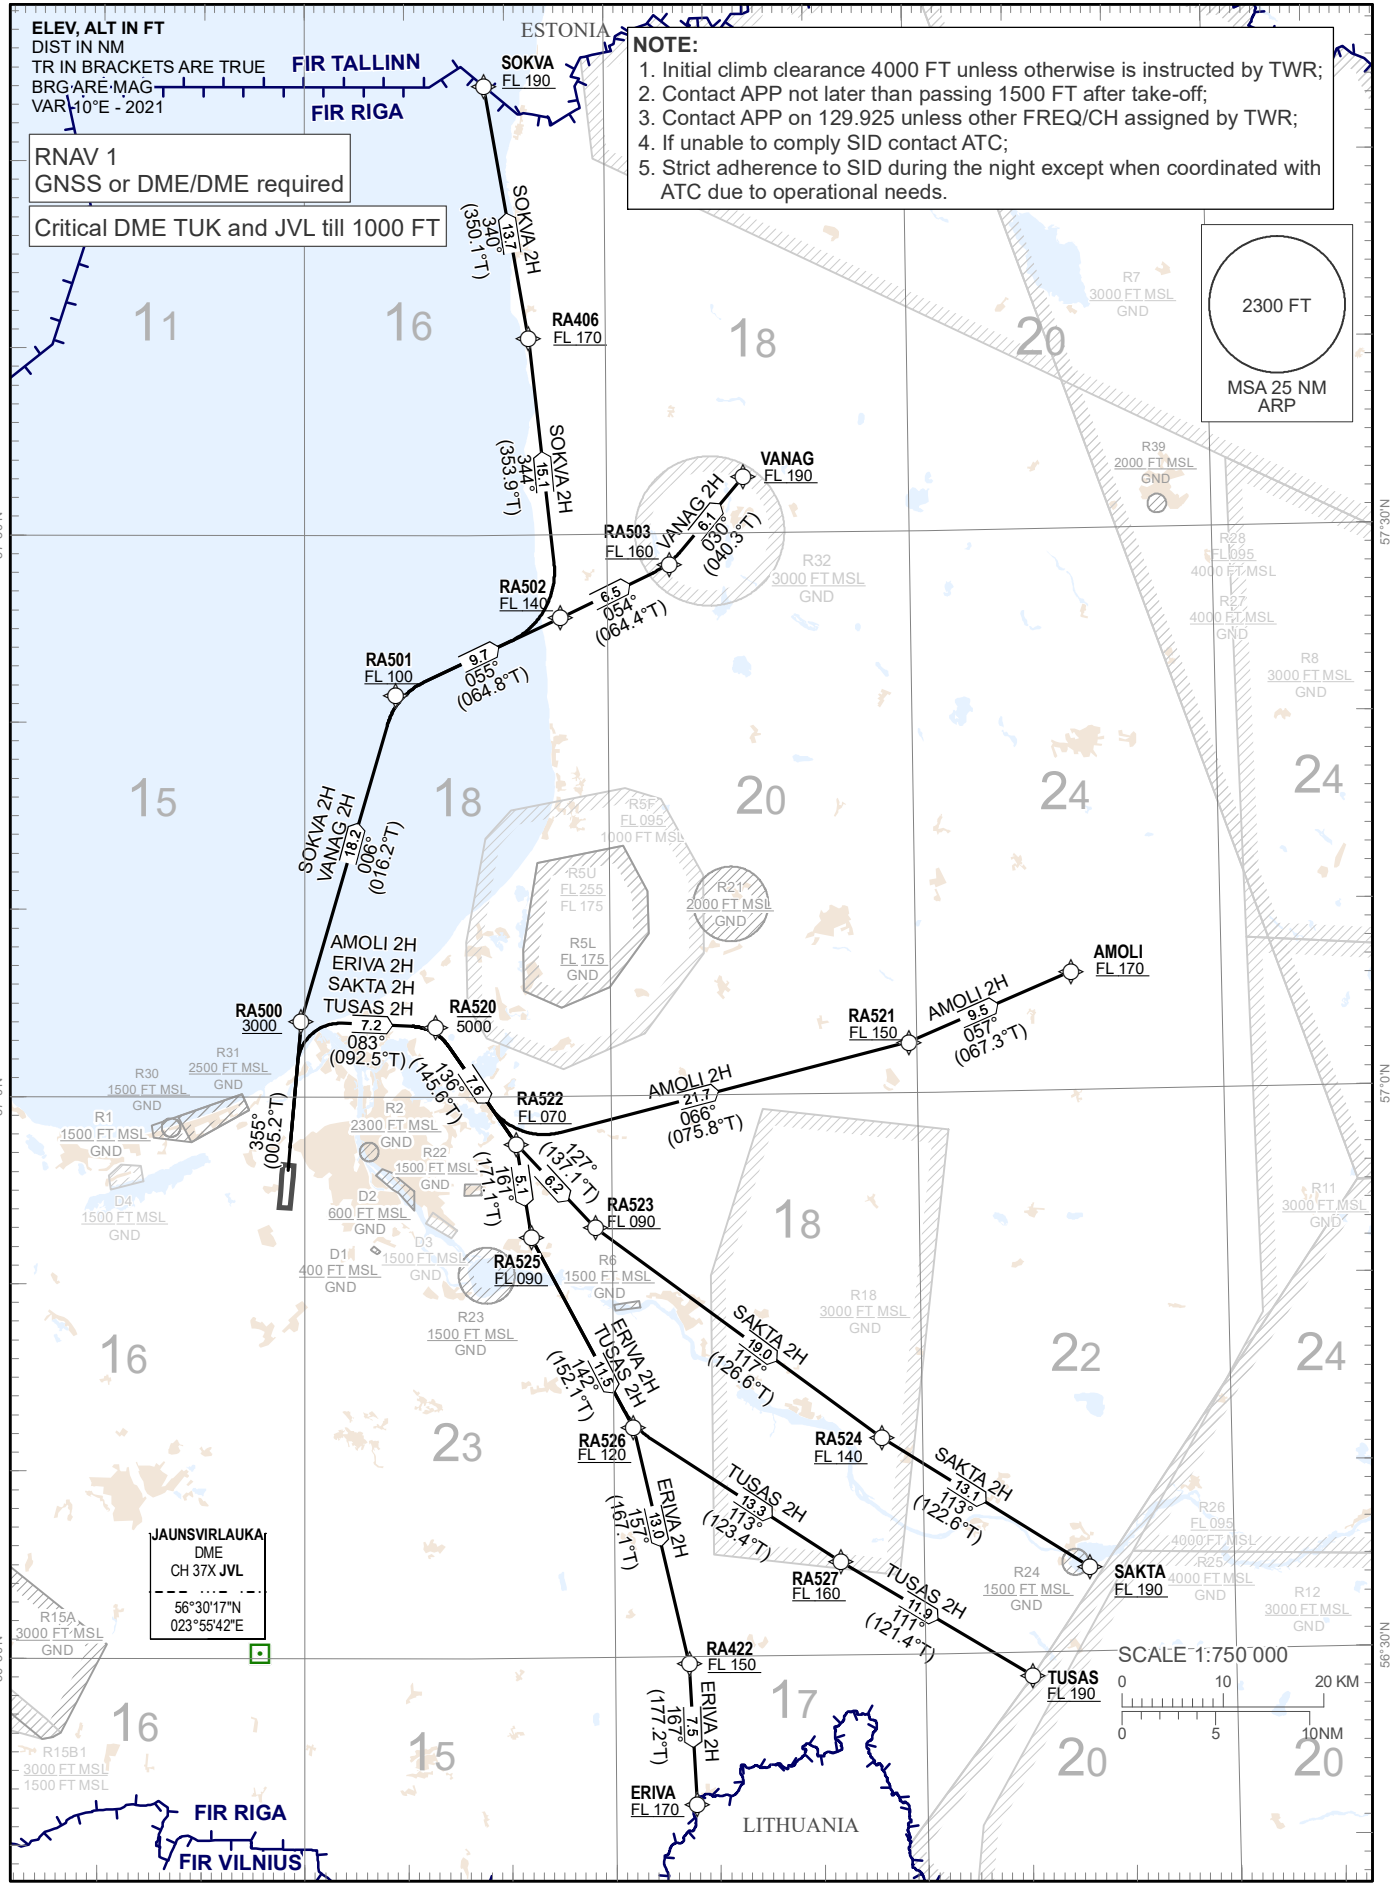 ELEV, ALT IN FT
DIST IN NM
TR IN BRACKETS ARE TRUE
BRG ARE MAG
VAR 10°E - 2021
FIR TALLINN
FIR RIGA
ESTONIA
SOKVA
FL 190
NOTE:
1. Initial climb clearance 4000 FT unless otherwise is instructed by TWR;
2. Contact APP not later than passing 1500 FT after take-off;
3. Contact APP on 129.925 unless other FREQ/CH assigned by TWR;
4. If unable to comply SID contact ATC;
5. Strict adherence to SID during the night except when coordinated with
ATC due to operational needs.
RNAV 1
GNSS or DME/DME required
Critical DME TUK and JVL till 1000 FT
SOKVA 2H
13.7
340°
(350.1°T)
2300 FT
MSA 25 NM
ARP
R7
3000 FT MSL
GND
11
16
18
20
RA406
FL 170
SOKVA 2H
15.1
344°
(353.9°T)
VANAG
FL 190
VANAG 2H
6.1
030°
(040.3°T)
R39
2000 FT MSL
GND
RA503
FL 160
57°30'N
R32
3000 FT MSL
GND
R28
FL 095
4000 FT MSL
R27
4000 FT MSL
GND
RA502
FL 140
6.5
054°
(064.4°T)
RA501
FL 100
9.7
055°
(064.8°T)
R8
3000 FT MSL
GND
15
18
20
24
24
SOKVA 2H
VANAG 2H
18.2
006°
(016.2°T)
R5F
FL 095
1000 FT MSL
R5U
FL 255
FL 175
R5L
FL 175
GND
R21
2000 FT MSL
GND
AMOLI 2H
ERIVA 2H
SAKTA 2H
TUSAS 2H
7.2
083°
(092.5°T)
RA500
3000
RA520
5000
AMOLI
FL 170
AMOLI 2H
9.5
057°
(067.3°T)
RA521
FL 150
R31
2500 FT MSL
GND
R30
1500 FT MSL
GND
R1
1500 FT MSL
GND
355°
(005.2°T)
7.6
136°
(145.6°T)
RA522
FL 070
AMOLI 2H
21.7
066°
(075.8°T)
57°0'N
R2
2300 FT MSL
GND
R22
1500 FT MSL
GND
D4
1500 FT MSL
GND
D2
600 FT MSL
GND
D3
1500 FT MSL
GND
D1
400 FT MSL
GND
5.1
161°
(171.1°T)
127°
(137.1°T)
6.2
RA523
FL 090
RA525
FL 090
R6
1500 FT MSL
GND
R23
1500 FT MSL
GND
18
R11
3000 FT MSL
GND
R18
3000 FT MSL
GND
16
22
24
SAKTA 2H
19.0
117°
(126.6°T)
ERIVA 2H
TUSAS 2H
11.5
142°
(152.1°T)
23
RA526
FL 120
RA524
FL 140
SAKTA 2H
13.1
113°
(122.6°T)
TUSAS 2H
13.3
113°
(123.4°T)
ERIVA 2H
13.0
157°
(167.1°T)
JAUNSVIRLAUKA
DME
CH 37X JVL
56°30'17"N
023°55'42"E
R26
FL 095
4000 FT MSL
R25
4000 FT MSL
GND
R24
1500 FT MSL
GND
SAKTA
FL 190
R12
3000 FT MSL
GND
RA527
FL 160
TUSAS 2H
11.9
111°
(121.4°T)
R15A
3000 FT MSL
GND
RA422
FL 150
56°30'N
TUSAS
FL 190
SCALE 1:750 000
0 10 20 KM
0 5 10NM
ERIVA 2H
7.5
167°
(177.2°T)
16
15
17
20
20
R15B1
3000 FT MSL
1500 FT MSL
ERIVA
FL 170
LITHUANIA
FIR RIGA
FIR VILNIUS